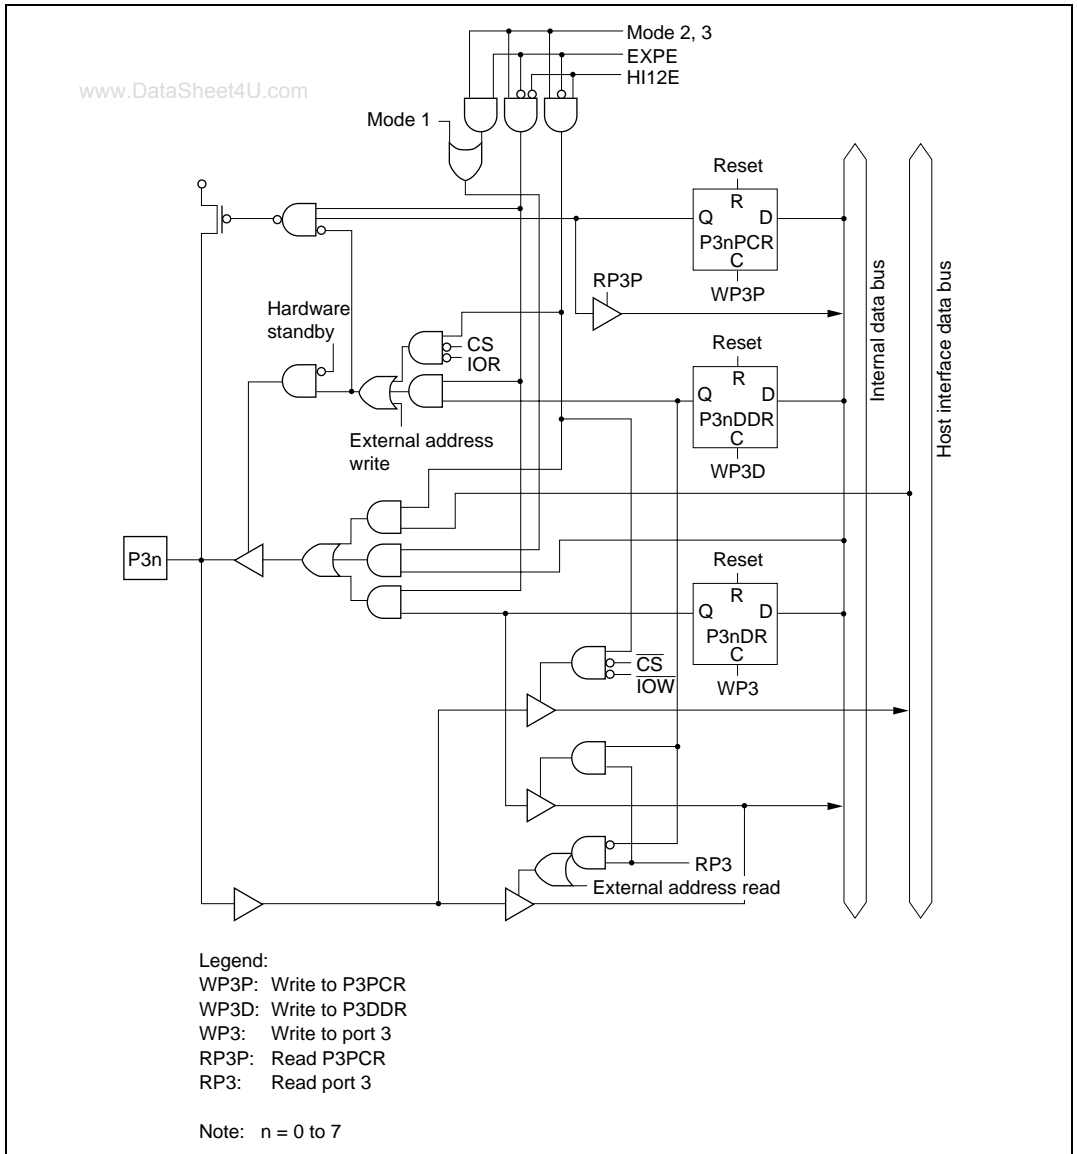 Mode 2, 3
EXPE
HI12E
www.DataSheet4U.com
Mode 1
Reset
R
Q D
P3nPCR
C
WP3P
RP3P
Hardware
standby
CS
IOR
Reset
R
Q D
P3nDDR
C
WP3D
External address
write
Internal data bus
Host interface data bus
P3n
Reset
R
Q D
P3nDR
C
WP3
CS
IOW
RP3
External address read
Legend:
WP3P: Write to P3PCR
WP3D: Write to P3DDR
WP3: Write to port 3
RP3P: Read P3PCR
RP3: Read port 3
Note: n = 0 to 7